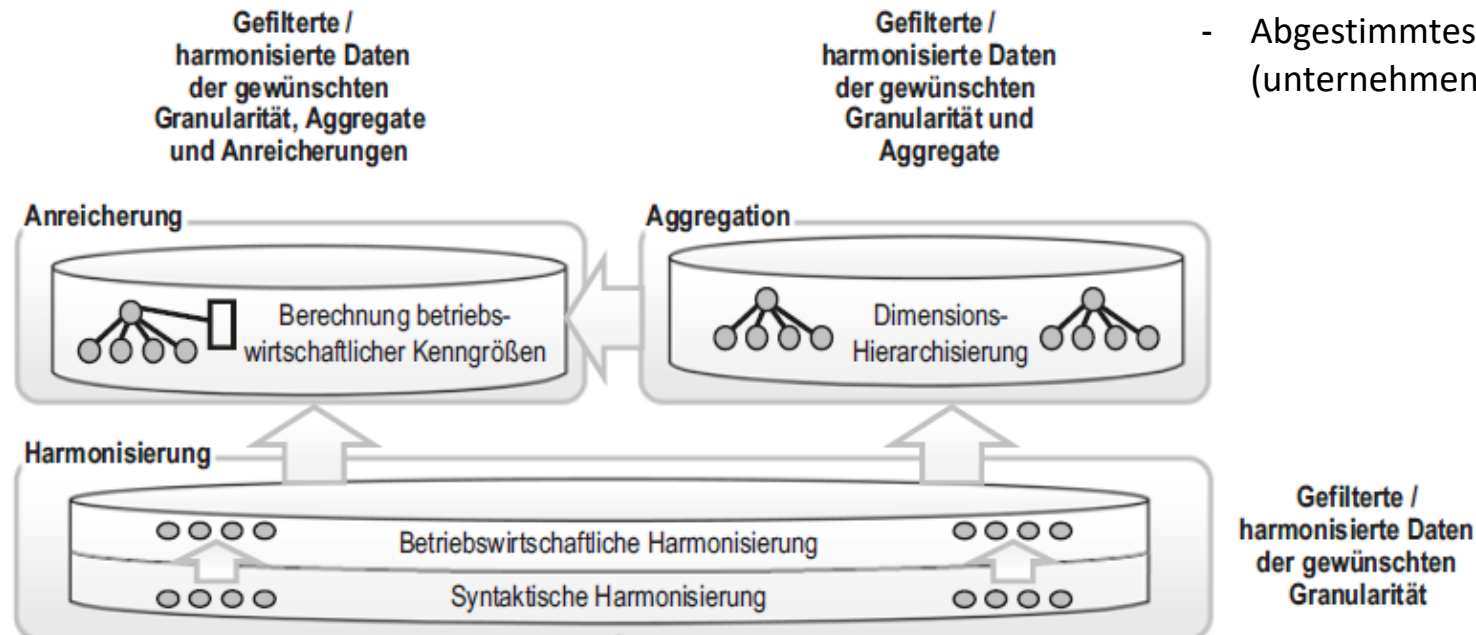 Gefilterte /
harmonisierte Daten
der gewünschten
Granularität, Aggregate
und Anreicherungen
Gefilterte /
harmonisierte Daten
der gewünschten
Granularität und
Aggregate
- Abgestimmtes
(unternehmen
Anreicherung
Berechnung betriebs-
wirtschaftlicher Kenngrößen
Aggregation
Dimensions-
Hierarchisierung
Harmonisierung
Betriebswirtschaftliche Harmonisierung
Syntaktische Harmonisierung
Gefilterte /
harmonisierte Daten
der gewünschten
Granularität